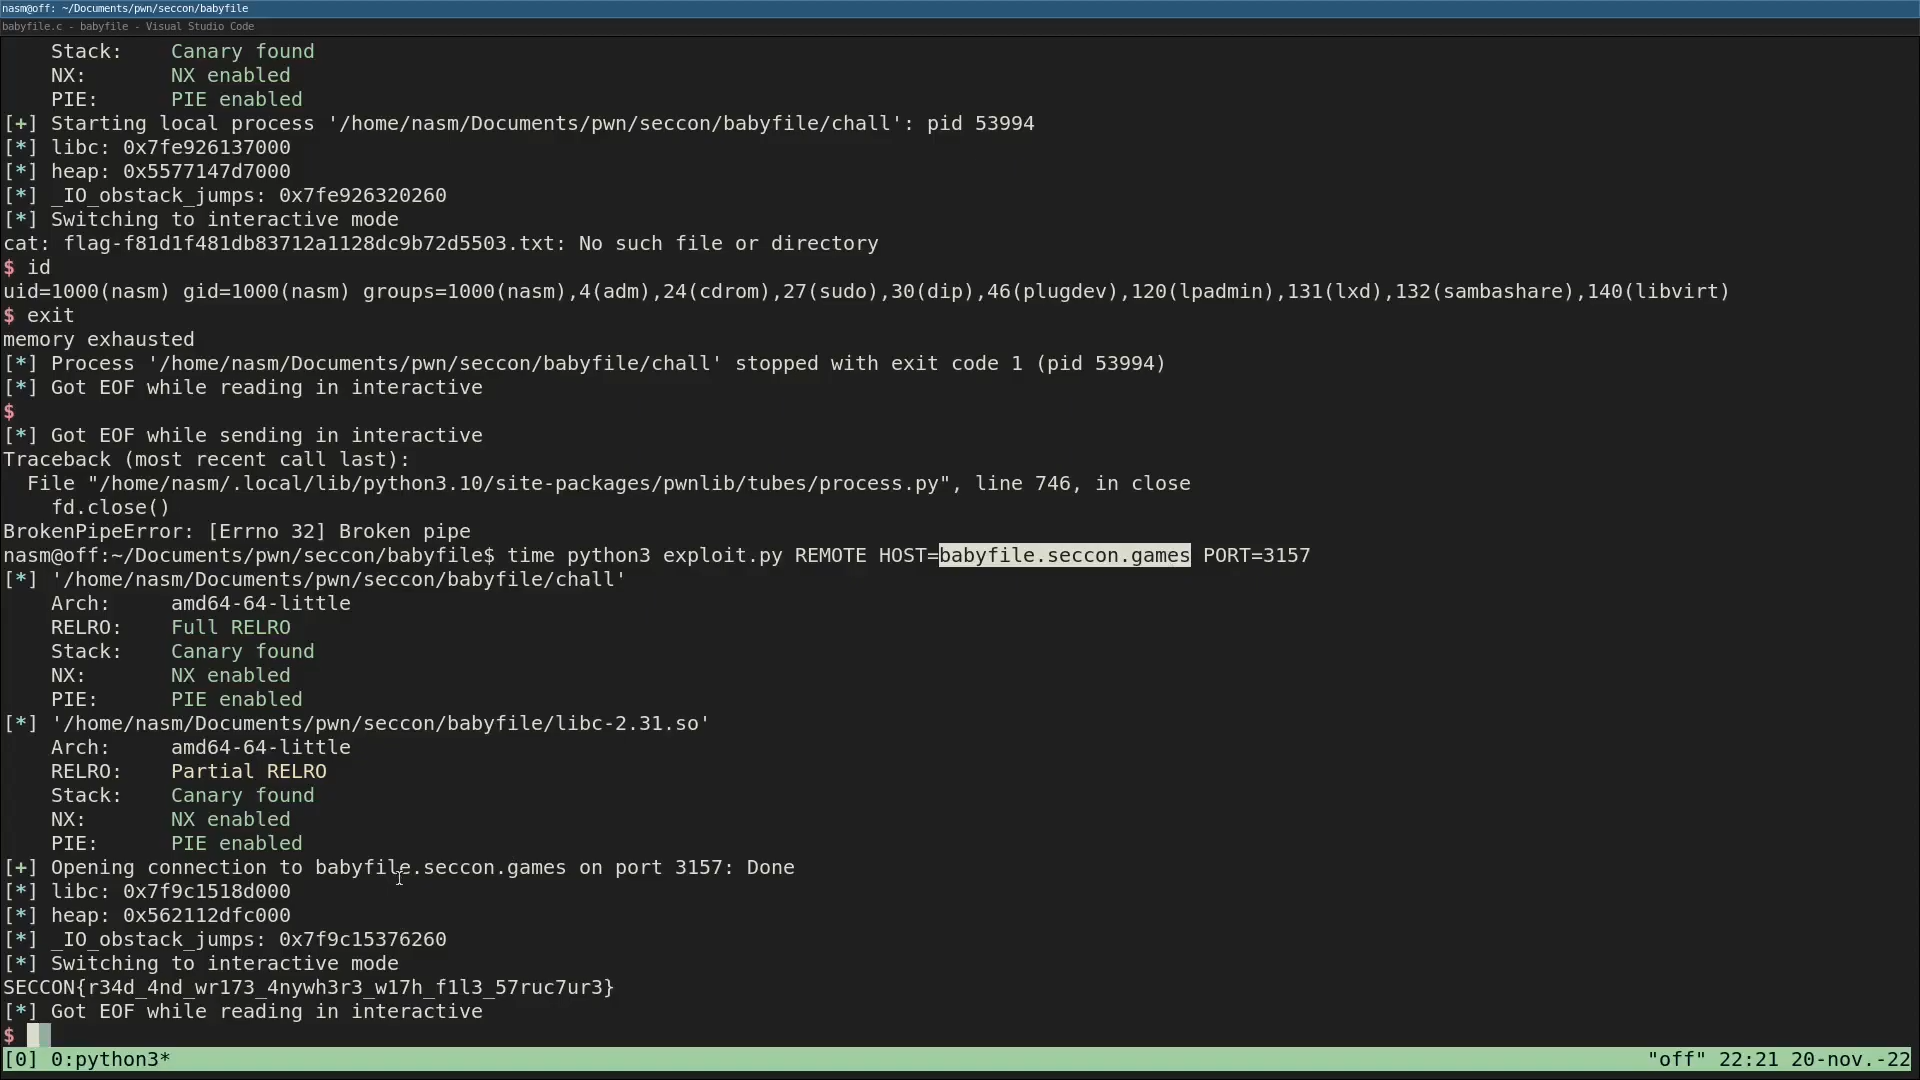 nasm@off: ~/Documents/pwn/seccon/babyfile
babyfile.c - babyfile - Visual Studio Code
    Stack:    Canary found
    NX:       NX enabled
    PIE:      PIE enabled
[+] Starting local process '/home/nasm/Documents/pwn/seccon/babyfile/chall': pid 53994
[*] libc: 0x7fe926137000
[*] heap: 0x5577147d7000
[*] _IO_obstack_jumps: 0x7fe926320260
[*] Switching to interactive mode
cat: flag-f81d1f481db83712a1128dc9b72d5503.txt: No such file or directory
$ id
uid=1000(nasm) gid=1000(nasm) groups=1000(nasm),4(adm),24(cdrom),27(sudo),30(dip),46(plugdev),120(lpadmin),131(lxd),132(sambashare),140(libvirt)
$ exit
memory exhausted
[*] Process '/home/nasm/Documents/pwn/seccon/babyfile/chall' stopped with exit code 1 (pid 53994)
[*] Got EOF while reading in interactive
$
[*] Got EOF while sending in interactive
Traceback (most recent call last):
  File "/home/nasm/.local/lib/python3.10/site-packages/pwnlib/tubes/process.py", line 746, in close
    fd.close()
BrokenPipeError: [Errno 32] Broken pipe
nasm@off:~/Documents/pwn/seccon/babyfile$ time python3 exploit.py REMOTE HOST=babyfile.seccon.games PORT=3157
[*] '/home/nasm/Documents/pwn/seccon/babyfile/chall'
    Arch:     amd64-64-little
    RELRO:    Full RELRO
    Stack:    Canary found
    NX:       NX enabled
    PIE:      PIE enabled
[*] '/home/nasm/Documents/pwn/seccon/babyfile/libc-2.31.so'
    Arch:     amd64-64-little
    RELRO:    Partial RELRO
    Stack:    Canary found
    NX:       NX enabled
    PIE:      PIE enabled
[+] Opening connection to babyfile.seccon.games on port 3157: Done
[*] libc: 0x7f9c1518d000
[*] heap: 0x562112dfc000
[*] _IO_obstack_jumps: 0x7f9c15376260
[*] Switching to interactive mode
SECCON{r34d_4nd_wr173_4nywh3r3_w17h_f1l3_57ruc7ur3}
[*] Got EOF while reading in interactive
$
[0] 0:python3* "off" 22:21 20-nov.-22